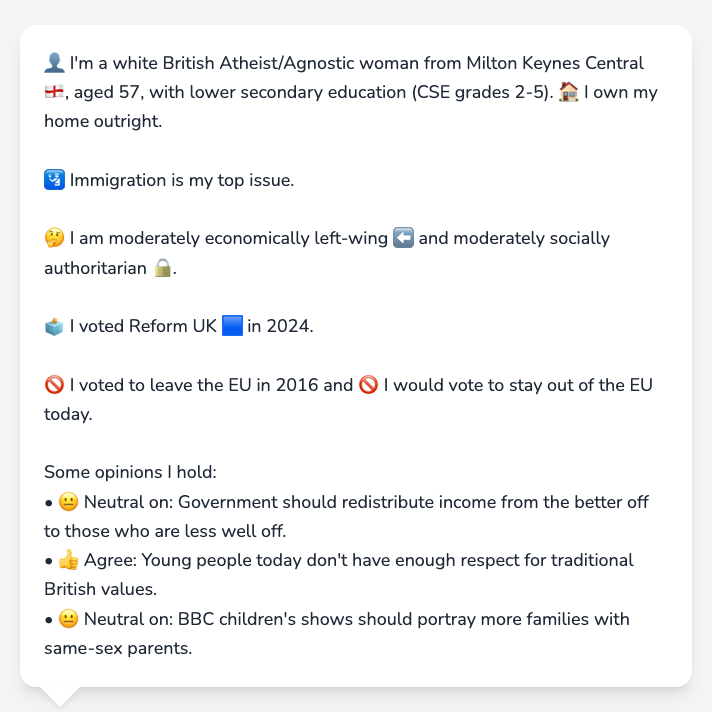 👤 I'm a white British Atheist/Agnostic woman from Milton Keynes Central
🏴󠁧󠁢󠁥󠁮󠁧󠁿, aged 57, with lower secondary education (CSE grades 2-5). 🏠 I own my
home outright.
🛂 Immigration is my top issue.
🤔 I am moderately economically left-wing ⬅️ and moderately socially
authoritarian 🔒.
🗳️ I voted Reform UK 🟦 in 2024.
🚫 I voted to leave the EU in 2016 and 🚫 I would vote to stay out of the EU
today.
Some opinions I hold:
• 😐 Neutral on: Government should redistribute income from the better off
to those who are less well off.
• 👍 Agree: Young people today don't have enough respect for traditional
British values.
• 😐 Neutral on: BBC children's shows should portray more families with
same-sex parents.